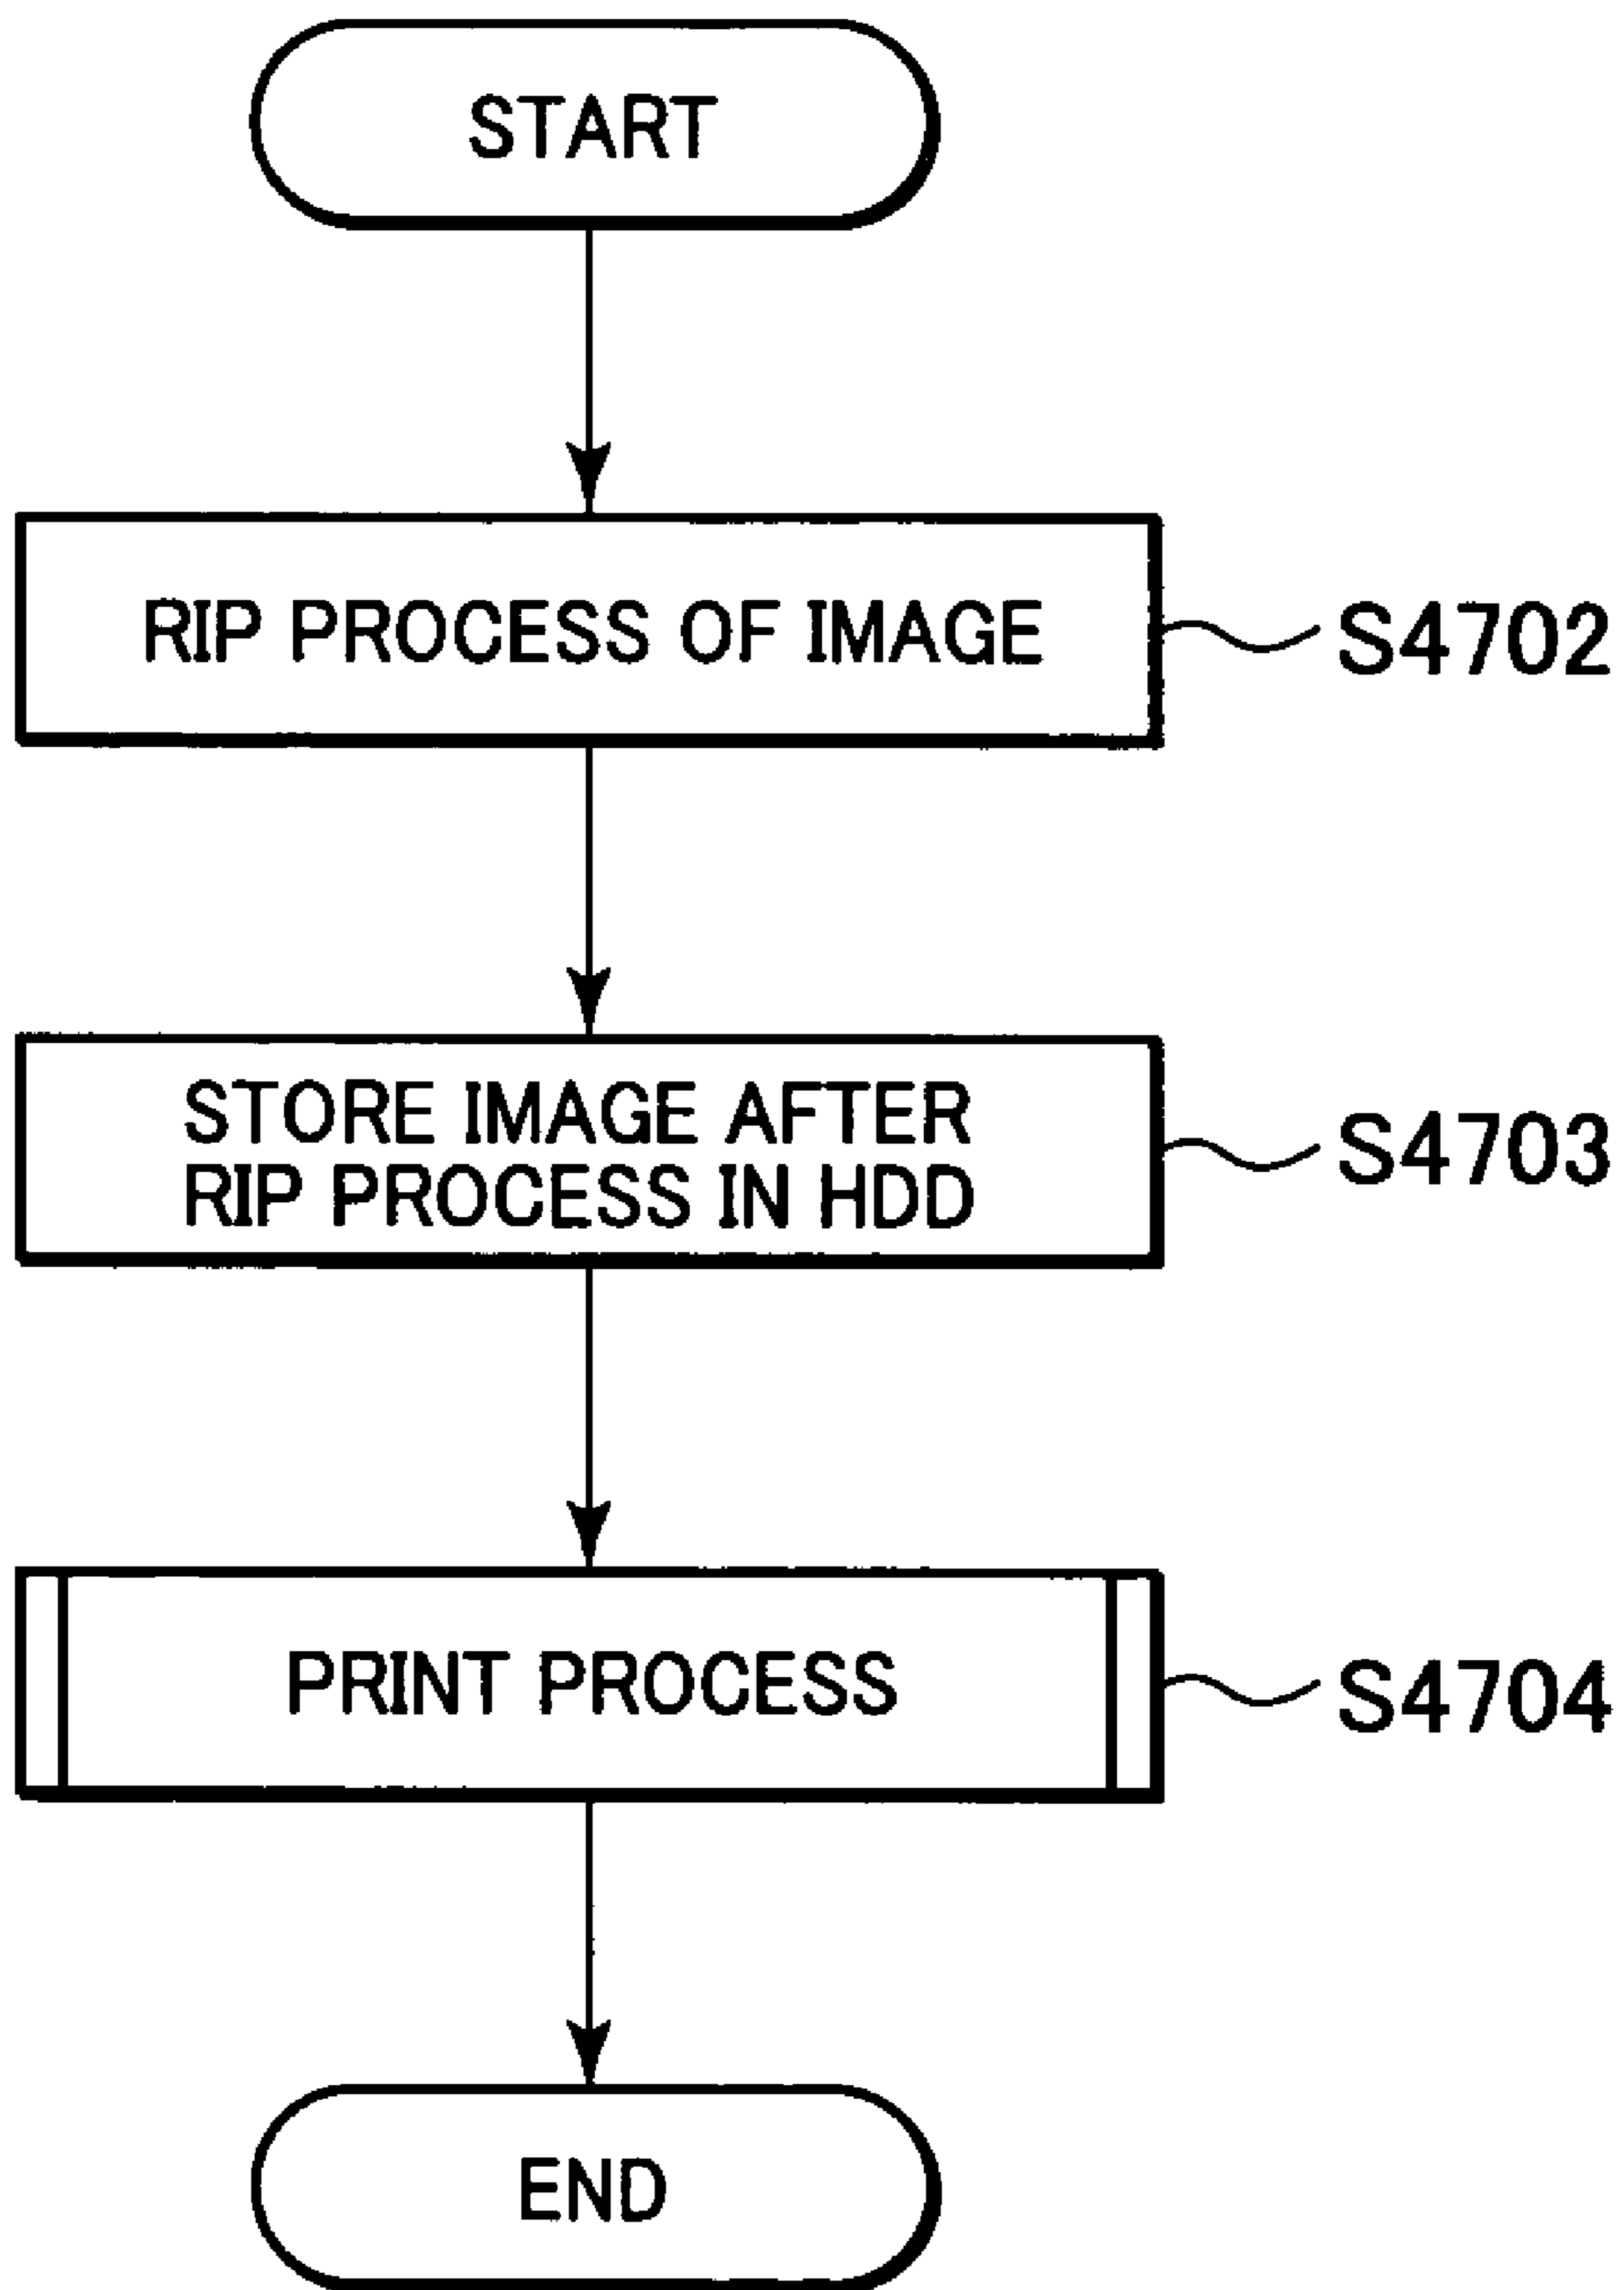 START
RIP PROCESS OF IMAGE
S4702
STORE IMAGE AFTER
RIP PROCESS IN HDD
S4703
PRINT PROCESS
S4704
END